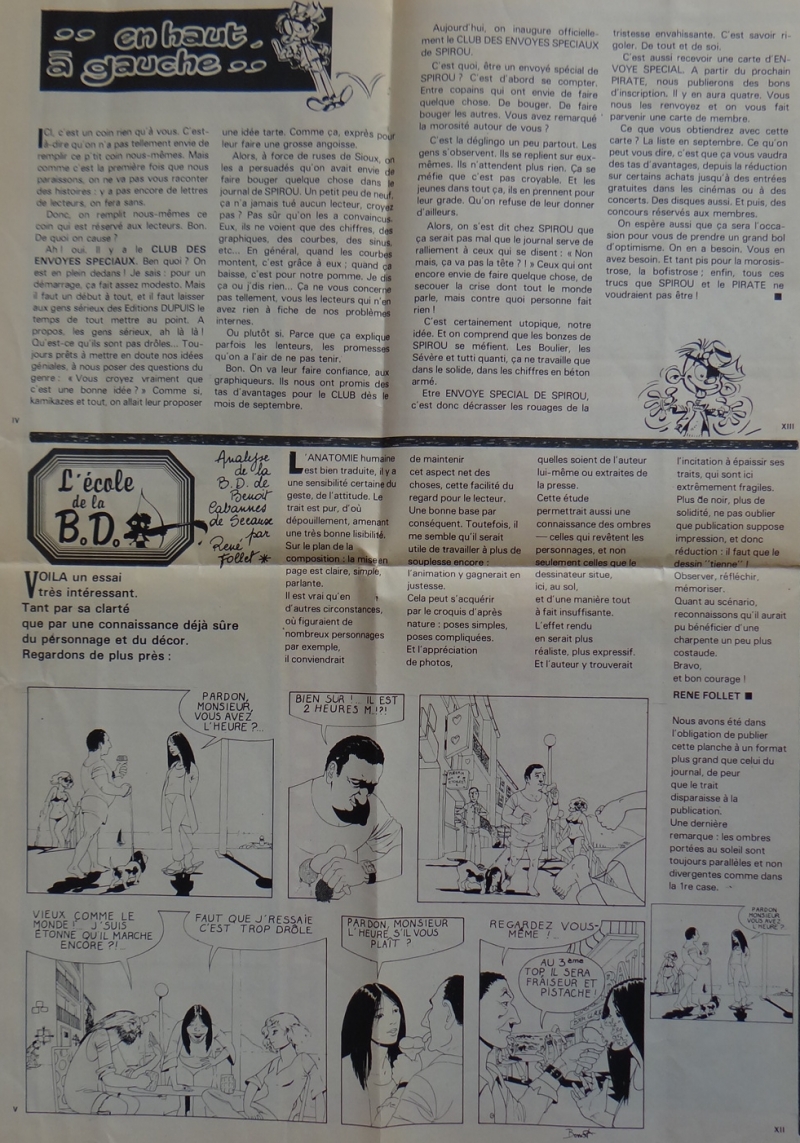 en haut,
à gauche
ICI, c'est un coin rien qu'à vous. C'est-
à-dire qu'on n'a pas tellement envie de
remplir ce p'tit coin nous-mêmes. Mais
comme c'est la première fois que nous
paraissons, on ne va pas vous raconter
des histoires : y a pas encore de lettres
de lecteurs, on fera sans.
Donc, on remplit nous-mêmes ce
coin qui est réservé aux lecteurs. Bon.
De quoi on cause ?
Ah ! oui. Il y a le CLUB DES
ENVOYES SPECIAUX. Ben quoi ? On
est en plein dedans ! Je sais : pour un
démarrage, ça fait assez modesto. Mais
il faut un début à tout, et il faut laisser
aux gens sérieux des Editions DUPUIS le
temps de tout mettre au point. A
propos, les gens sérieux, ah là là !
Qu'est-ce qu'ils sont pas drôles... Tou-
jours prêts à mettre en doute nos idées
géniales, à nous poser des questions du
genre : « Vous croyez vraiment que
c'est une bonne idée ? » Comme si,
kamikazes et tout, on allait leur proposer
IV
une idée tarte. Comme ça, exprès pour
leur faire une grosse angoisse.
Alors, à force de ruses de Sioux, on
les a persuadés qu'on avait envie de
faire bouger quelque chose dans le
journal de SPIROU. Un petit peu de neuf,
ça n'a jamais tué aucun lecteur, croyez
pas ? Pas sûr qu'on les a convaincus.
Eux, ils ne voient que des chiffres, des
graphiques, des courbes, des sinus,
etc... En général, quand les courbes
montent, c'est grâce à eux ; quand ça
baisse, c'est pour notre pomme. Je dis
ça ou j'dis rien... Ça ne vous concerne
pas tellement, vous les lecteurs qui n'en
avez rien à fiche de nos problèmes
internes.
Ou plutôt si. Parce que ça explique
parfois les lenteurs, les promesses
qu'on a l'air de ne pas tenir.
Bon. On va leur faire confiance, aux
graphiqueurs. Ils nous ont promis des
tas d'avantages pour le CLUB dès le
mois de septembre.
Aujourd'hui, on inaugure officielle-
ment le CLUB DES ENVOYES SPECIAUX
de SPIROU.
C'est quoi, être un envoyé spécial de
SPIROU ? C'est d'abord se compter.
Entre copains qui ont envie de faire
quelque chose. De bouger. De faire
bouger les autres. Vous avez remarqué
la morosité autour de vous ?
C'est la déglingo un peu partout. Les
gens s'observent. Ils se replient sur eux-
mêmes. Ils n'attendent plus rien. Ça se
méfie que c'est pas croyable. Et les
jeunes dans tout ça, ils en prennent pour
leur grade. Qu'on refuse de leur donner
d'ailleurs.
Alors, on s'est dit chez SPIROU que
ça serait pas mal que le journal serve de
ralliement à ceux qui se disent : « Non
mais, ça va pas la tête ? ! » Ceux qui ont
encore envie de faire quelque chose, de
secouer la crise dont tout le monde
parle, mais contre quoi personne fait
rien !
C'est certainement utopique, notre
idée. Et on comprend que les bonzes de
SPIROU se méfient. Les Boulier, les
Sévère et tutti quanti, ça ne travaille que
dans le solide, dans les chiffres en béton
armé.
Etre ENVOYE SPECIAL DE SPIROU,
c'est donc décrasser les rouages de la
tristesse envahissante. C'est savoir ri-
goler. De tout et de soi.
C'est aussi recevoir une carte d'EN-
VOYE SPECIAL. A partir du prochain
PIRATE, nous publierons des bons
d'inscription. Il y en aura quatre. Vous
nous les renvoyez et on vous fait
parvenir une carte de membre.
Ce que vous obtiendrez avec cette
carte ? La liste en septembre. Ce qu'on
peut vous dire, c'est que ça vous vaudra
des tas d'avantages, depuis la réduction
sur certains achats jusqu'à des entrées
gratuites dans les cinémas ou à des
concerts. Des disques aussi. Et puis, des
concours réservés aux membres.
On espère aussi que ça sera l'occa-
sion pour vous de prendre un grand bol
d'optimisme. On en a besoin. Vous en
avez besoin. Et tant pis pour la morosis-
trose, la bofistrose ; enfin, tous ces
trucs que SPIROU et le PIRATE ne
voudraient pas être ! ■
XIII
L'école
de la
B.D.
Analyse
de la
B.D. de
Benoit
Cabannes
de Secause
par
René
Follet
VOILA un essai
très intéressant.
Tant par sa clarté
que par une connaissance déjà sûre
du pérsonnage et du décor.
Regardons de plus près :
L'ANATOMIE humaine
est bien traduite, il y a
une sensibilité certaine du
geste, de l'attitude. Le
trait est pur, d'où
dépouillement, amenant
une très bonne lisibilité.
Sur le plan de la
composition : la mise en
page est claire, simple,
parlante.
Il est vrai qu'en
d'autres circonstances,
où figuraient de
nombreux personnages
par exemple,
il conviendrait
de maintenir
cet aspect net des
choses, cette facilité du
regard pour le lecteur.
Une bonne base par
conséquent. Toutefois, il
me semble qu'il serait
utile de travailler à plus de
souplesse encore :
l'animation y gagnerait en
justesse.
Cela peut s'acquérir
par le croquis d'après
nature : poses simples,
poses compliquées.
Et l'appréciation
de photos,
quelles soient de l'auteur
lui-même ou extraites de
la presse.
Cette étude
permettrait aussi une
connaissance des ombres
— celles qui revêtent les
personnages, et non
seulement celles que le
dessinateur situe,
ici, au sol,
et d'une manière tout
à fait insuffisante.
L'effet rendu
en serait plus
réaliste, plus expressif.
Et l'auteur y trouverait
l'incitation à épaissir ses
traits, qui sont ici
extrêmement fragiles.
Plus de noir, plus de
solidité, ne pas oublier
que publication suppose
impression, et donc
réduction : il faut que le
dessin "tienne" !
Observer, réfléchir,
mémoriser.
Quant au scénario,
reconnaissons qu'il aurait
pu bénéficier d'une
charpente un peu plus
costaude.
Bravo,
et bon courage !
RENE FOLLET ■
Nous avons été dans
l'obligation de publier
cette planche à un format
plus grand que celui du
journal, de peur
que le trait
disparaisse à la
publication.
Une dernière
remarque : les ombres
portées au soleil sont
toujours parallèles et non
divergentes comme dans
la 1re case.
PARDON,
MONSIEUR,
VOUS AVEZ
L'HEURE ?...
BIEN SUR ! IL EST
2 HEURES M.!?!
VIEUX COMME LE
MONDE !... J'SUIS
ETONNE QU'IL MARCHE
ENCORE ?!...
FAUT QUE J'RESSAIE
C'EST TROP DRÔLE
PARDON, MONSIEUR
L'HEURE S'IL VOUS
PLAIT ?
REGARDEZ VOUS-
MÊME !...
AU 3ème
TOP IL SERA
FRAISEUR ET
PISTACHE !
PARDON
MONSIEUR
VOUS AVEZ
L'HEURE ?...
Benoit
V
XII